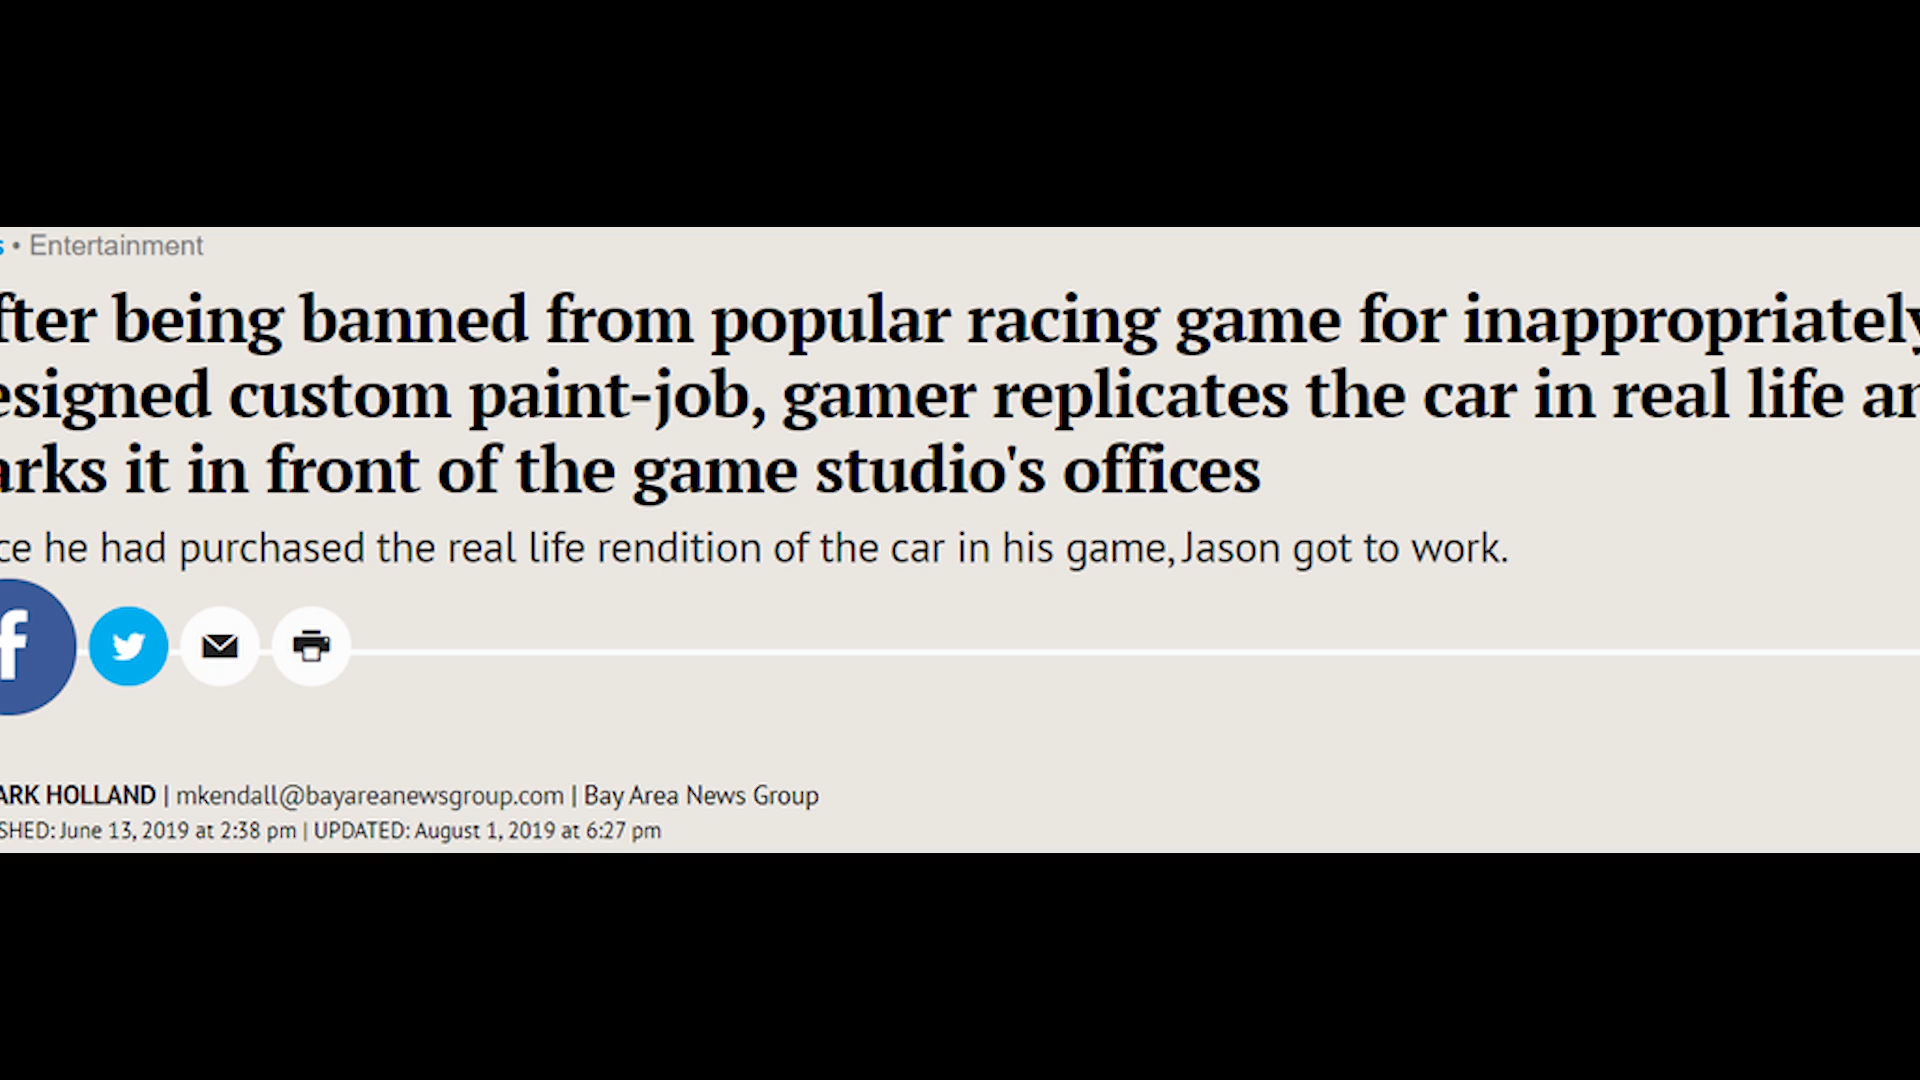 s • Entertainment
fter being banned from popular racing game for inappropriately
esigned custom paint-job, gamer replicates the car in real life an
arks it in front of the game studio's offices
ce he had purchased the real life rendition of the car in his game, Jason got to work.
f
ARK HOLLAND | mkendall@bayareanewsgroup.com | Bay Area News Group
SHED: June 13, 2019 at 2:38 pm | UPDATED: August 1, 2019 at 6:27 pm